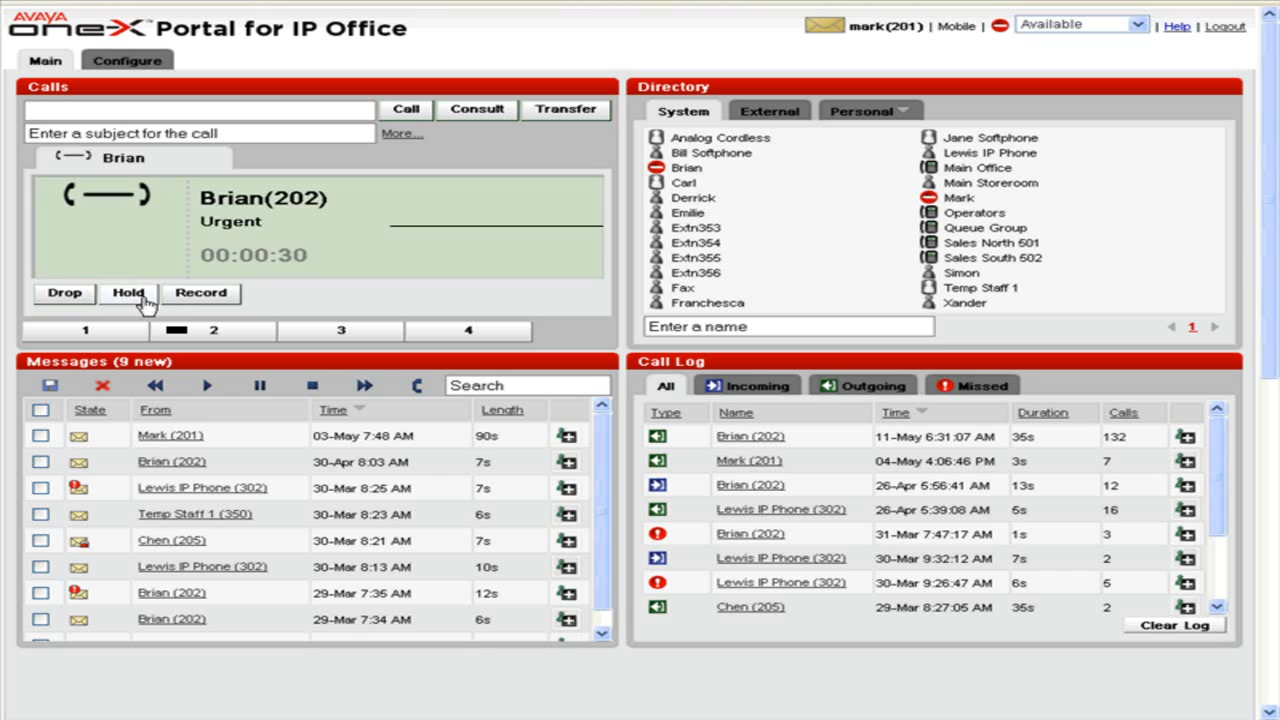 AVAYA
one-X™ Portal for IP Office
mark(201) | Mobile | Available | Help | Logout
Main Configure
Calls
Call Consult Transfer
Enter a subject for the call More...
Brian
Brian(202)
Urgent
00:00:30
Drop Hold Record
1 2 3 4
Directory
System External Personal
Analog Cordless Jane Softphone
Bill Softphone Lewis IP Phone
Brian Main Office
Carl Main Storeroom
Derrick Mark
Emilie Operators
Extn353 Queue Group
Extn354 Sales North 501
Extn355 Sales South 502
Extn356 Simon
Fax Temp Staff 1
Franchesca Xander
Enter a name 1
Messages (9 new)
Search
State From Time Length
Mark (201) 03-May 7:48 AM 90s
Brian (202) 30-Apr 8:03 AM 7s
Lewis IP Phone (302) 30-Mar 8:25 AM 7s
Temp Staff 1 (350) 30-Mar 8:23 AM 6s
Chen (205) 30-Mar 8:21 AM 7s
Lewis IP Phone (302) 30-Mar 8:13 AM 10s
Brian (202) 29-Mar 7:35 AM 12s
Brian (202) 29-Mar 7:34 AM 6s
Call Log
All Incoming Outgoing Missed
Type Name Time Duration Calls
Brian (202) 11-May 6:31:07 AM 35s 132
Mark (201) 04-May 4:06:46 PM 3s 7
Brian (202) 26-Apr 5:56:41 AM 13s 12
Lewis IP Phone (302) 26-Apr 5:39:08 AM 5s 16
Brian (202) 31-Mar 7:47:17 AM 1s 3
Lewis IP Phone (302) 30-Mar 9:32:12 AM 7s 2
Lewis IP Phone (302) 30-Mar 9:26:47 AM 6s 5
Chen (205) 29-Mar 8:27:05 AM 35s 2
Clear Log